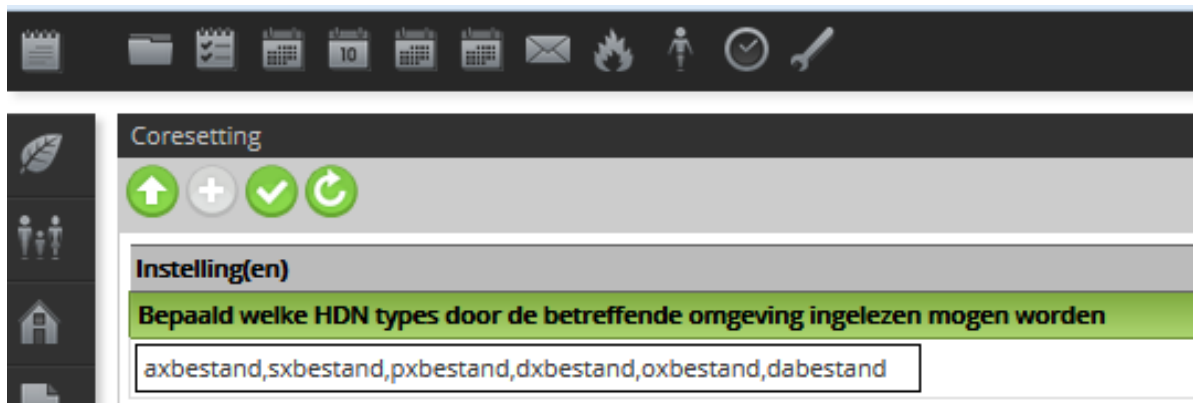 10
Coresetting
Instelling(en)
Bepaald welke HDN types door de betreffende omgeving ingelezen mogen worden
axbestand,sxbestand,pxbestand,dxbestand,oxbestand,dabestand